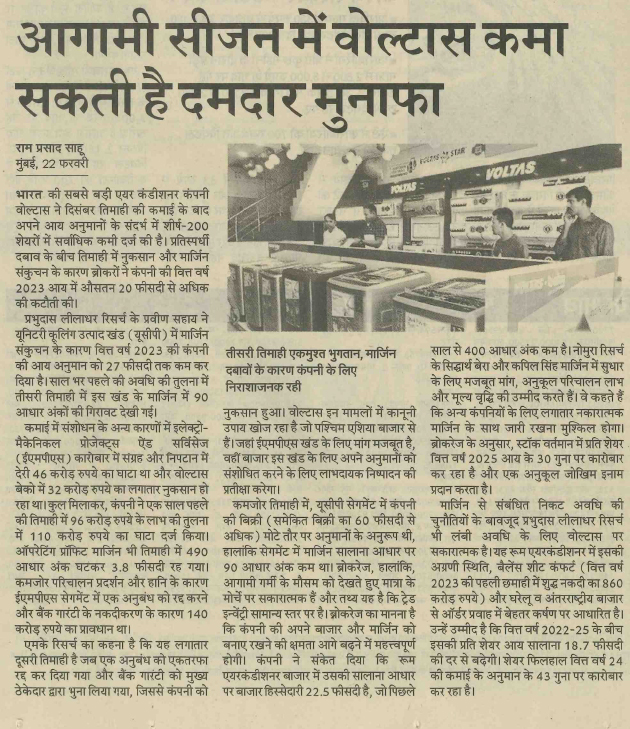 आगामी सीजन में वोल्टास कमा
सकती है दमदार मुनाफा
राम प्रसाद साहू
मुंबई, 22 फरवरी
भारत की सबसे बड़ी एयर कंडीशनर कंपनी
वोल्टास ने दिसंबर तिमाही की कमाई के बाद
अपने आय अनुमानों के संदर्भ में शीर्ष-200
शेयरों में सर्वाधिक कमी दर्ज की है। प्रतिस्पर्धी
दबाव के बीच तिमाही में नुकसान और मार्जिन
संकुचन के कारण ब्रोकरों ने कंपनी की वित्त वर्ष
2023 आय में औसतन 20 फीसदी से अधिक
की कटौती की।
प्रभुदास लीलाधर रिसर्च के प्रवीण सहाय ने
यूनिटरी कूलिंग उत्पाद खंड (यूसीपी) में मार्जिन
संकुचन के कारण वित्त वर्ष 2023 की कंपनी
की आय अनुमान को 27 फीसदी तक कम कर
दिया है। साल भर पहले की अवधि की तुलना में
तीसरी तिमाही में इस खंड के मार्जिन में 90
आधार अंकों की गिरावट देखी गई।
कमाई में संशोधन के अन्य कारणों में इलेक्ट्रो-
मैकेनिकल प्रोजेक्ट्स ऐंड सर्विसेज
(ईएमपीएस) कारोबार में संग्रह और निपटान में
देरी 46 करोड़ रुपये का घाटा था और वोल्टास
बेको में 32 करोड़ रुपये का लगातार नुकसान हो
रहा था। कुल मिलाकर, कंपनी ने एक साल पहले
की तिमाही में 96 करोड़ रुपये के लाभ की तुलना
में 110 करोड़ रुपये का घाटा दर्ज किया।
ऑपरेटिंग प्रॉफिट मार्जिन भी तिमाही में 490
आधार अंक घटकर 3.8 फीसदी रह गया।
कमजोर परिचालन प्रदर्शन और हानि के कारण
ईएमपीएस सेगमेंट में एक अनुबंध को रद्द करने
और बैंक गारंटी के नकदीकरण के कारण 140
करोड़ रुपये का प्रावधान था।
एमके रिसर्च का कहना है कि यह लगातार
दूसरी तिमाही है जब एक अनुबंध को एकतरफा
रद्द कर दिया गया और बैंक गारंटी को मुख्य
ठेकेदार द्वारा भुना लिया गया, जिससे कंपनी को
VOLTAS
VOLTAS
तीसरी तिमाही एकमुश्त भुगतान, मार्जिन
दबावों के कारण कंपनी के लिए
निराशाजनक रही
नुकसान हुआ। वोल्टास इन मामलों में कानूनी
उपाय खोज रहा है जो पश्चिम एशिया बाजार से
हैं। जहां ईएमपीएस खंड के लिए मांग मजबूत है,
वहीं बाजार इस खंड के लिए अपने अनुमानों को
संशोधित करने के लिए लाभदायक निष्पादन की
प्रतीक्षा करेगा।
कमजोर तिमाही में, यूसीपी सेगमेंट में कंपनी
की बिक्री (समेकित बिक्री का 60 फीसदी से
अधिक) मोटे तौर पर अनुमानों के अनुरूप थी,
हालांकि सेगमेंट में मार्जिन सालाना आधार पर
90 आधार अंक कम था। ब्रोकरेज, हालांकि,
आगामी गर्मी के मौसम को देखते हुए मात्रा के
मोर्चे पर सकारात्मक हैं और तथ्य यह है कि ट्रेड
इन्वेंट्री सामान्य स्तर पर है। ब्रोकरेज का मानना है
कि कंपनी की अपने बाजार और मार्जिन को
बनाए रखने की क्षमता आगे बढ़ने में महत्त्वपूर्ण
होगी। कंपनी ने संकेत दिया कि रूम
एयरकंडीशनर बाजार में उसकी सालाना आधार
पर बाजार हिस्सेदारी 22.5 फीसदी है, जो पिछले
साल से 400 आधार अंक कम है। नोमुरा रिसर्च
के सिद्धार्थ बेरा और कपिल सिंह मार्जिन में सुधार
के लिए मजबूत मांग, अनुकूल परिचालन लाभ
और मूल्य वृद्धि की उम्मीद करते हैं। वे कहते हैं
कि अन्य कंपनियों के लिए लगातार नकारात्मक
मार्जिन के साथ जारी रखना मुश्किल होगा।
ब्रोकरेज के अनुसार, स्टॉक वर्तमान में प्रति शेयर
वित्त वर्ष 2025 आय के 30 गुना पर कारोबार
कर रहा है और एक अनुकूल जोखिम इनाम
प्रदान करता है।
मार्जिन से संबंधित निकट अवधि की
चुनौतियों के बावजूद प्रभुदास लीलाधर रिसर्च
भी लंबी अवधि के लिए वोल्टास पर
सकारात्मक है। यह रूम एयरकंडीशनर में इसकी
अग्रणी स्थिति, बैलेंस शीट कंफर्ट (वित्त वर्ष
2023 की पहली छमाही में शुद्ध नकदी का 860
करोड़ रुपये) और घरेलू व अंतरराष्ट्रीय बाजार
से ऑर्डर प्रवाह में बेहतर कर्षण पर आधारित है।
उन्हें उम्मीद है कि वित्त वर्ष 2022-25 के बीच
इसकी प्रति शेयर आय सालाना 18.7 फीसदी
की दर से बढ़ेगी। शेयर फिलहाल वित्त वर्ष 24
की कमाई के अनुमान के 43 गुना पर कारोबार
कर रहा है।